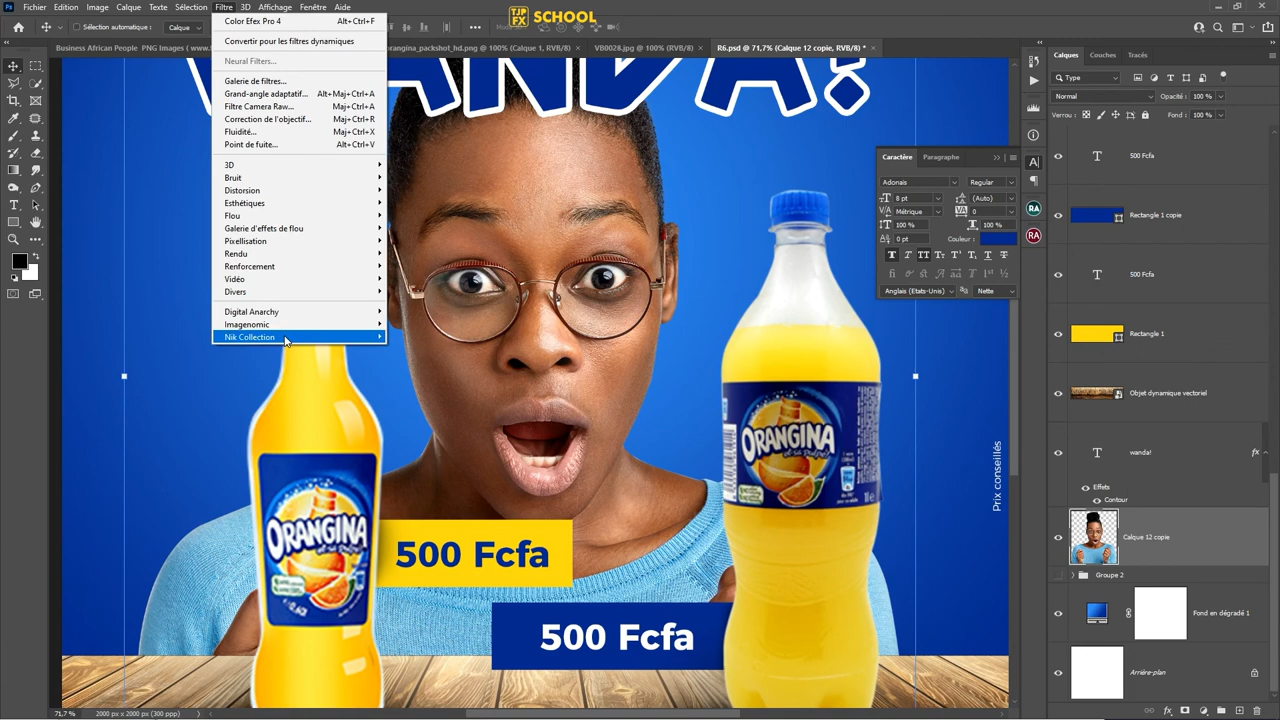 Fichier Edition Image Calque Texte Sélection Filtre 3D Affichage Fenêtre Aide
TJP FX SCHOOL
Sélection automatique : Calque
Business African People PNG Images ( www.
orangina_packshot_hd.png @ 100% (Calque 1, RVB/8) ×
VB0028.jpg @ 100% (RVB/8) ×
R6.psd @ 71,7% (Calque 12 copie, RVB/8) * ×
Color Efex Pro 4 Alt+Ctrl+F
Convertir pour les filtres dynamiques
Neural Filters...
Galerie de filtres...
Grand-angle adaptatif... Alt+Maj+Ctrl+A
Filtre Camera Raw... Maj+Ctrl+A
Correction de l'objectif... Maj+Ctrl+R
Fluidité... Maj+Ctrl+X
Point de fuite... Alt+Ctrl+V
3D
Bruit
Distorsion
Esthétiques
Flou
Galerie d'effets de flou
Pixellisation
Rendu
Renforcement
Vidéo
Divers
Digital Anarchy
Imagenomic
Nik Collection
ORANGINA
et sa pulpe
500 Fcfa
500 Fcfa
ORANGINA
Prix conseillés
Caractère Paragraphe
Adonais Regular
8 pt (Auto)
Métrique 0
100 % 100 %
0 pt Couleur :
Anglais (Etats-Unis) Nette
RA
RA
Calques Couches Tracés
Type
Normal Opacité : 100 %
Verrou : Fond : 100 %
500 Fcfa
Rectangle 1 copie
500 Fcfa
Rectangle 1
Objet dynamique vectoriel
wanda! fx
Effets
Contour
Calque 12 copie
Groupe 2
Fond en dégradé 1
Arrière-plan
71,7 % 2000 px x 2000 px (300 ppp)